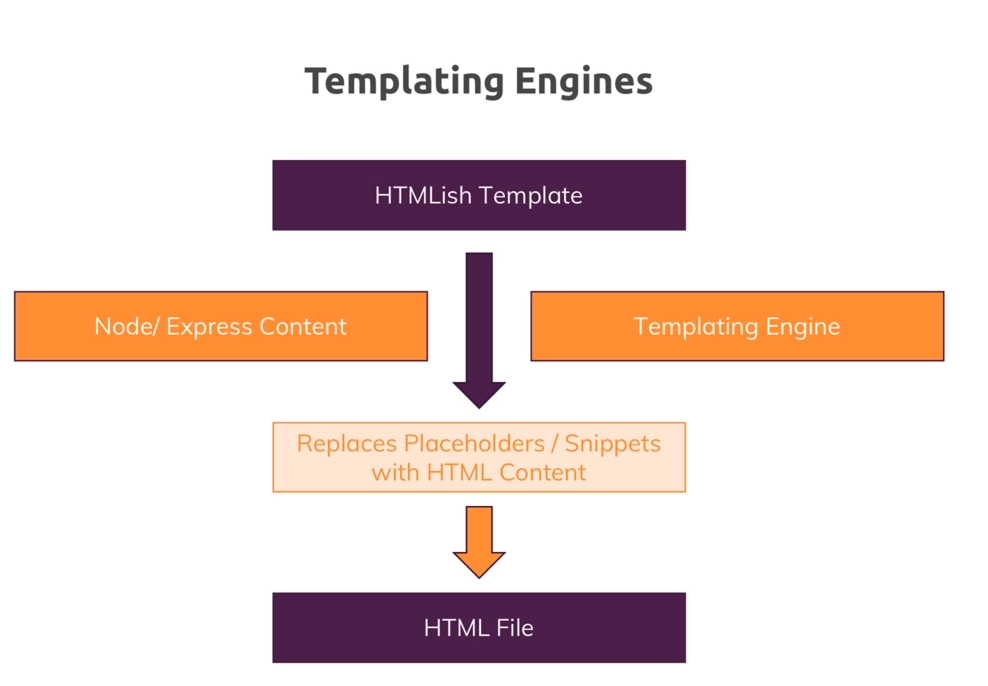 Templating Engines
HTMLish Template
Node/ Express Content
Templating Engine
Replaces Placeholders / Snippets
with HTML Content
HTML File